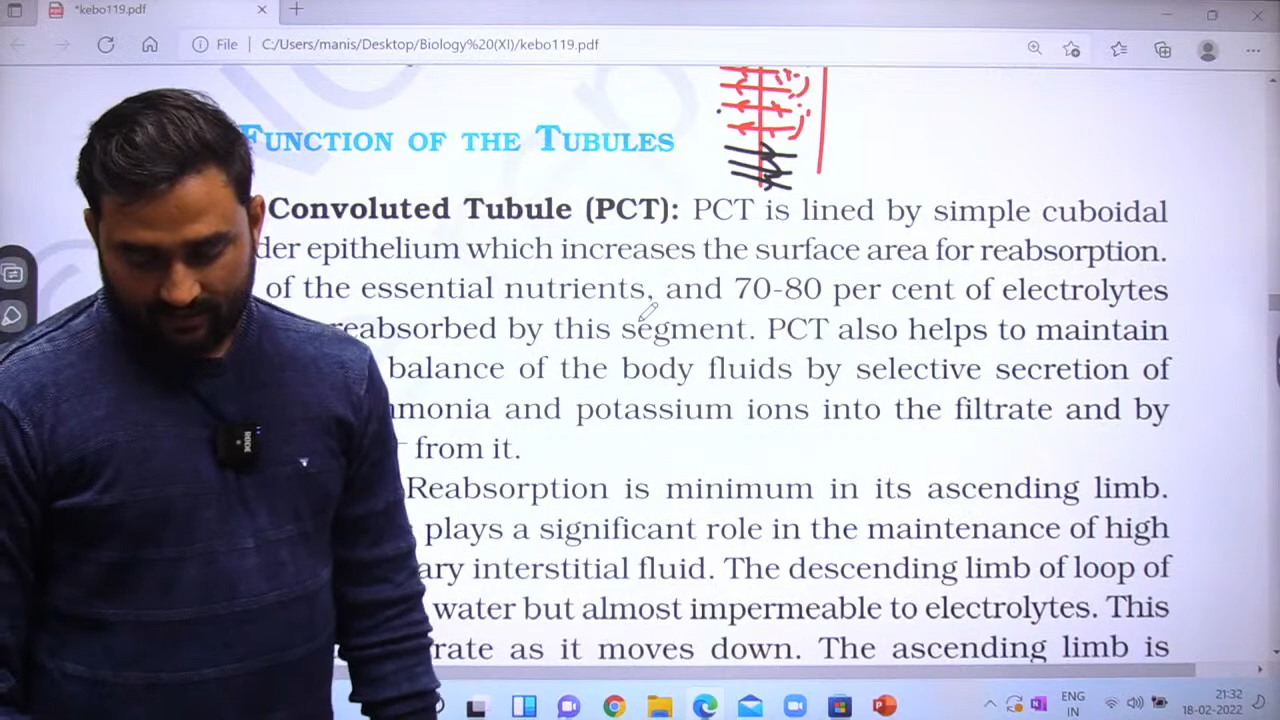 *kebo119.pdf
File
C:/Users/manis/Desktop/Biology%20(XI)/kebo119.pdf
FUNCTION OF THE TUBULES
Convoluted Tubule (PCT): PCT is lined by simple cuboidal
der epithelium which increases the surface area for reabsorption.
of the essential nutrients, and 70-80 per cent of electrolytes
reabsorbed by this segment. PCT also helps to maintain
balance of the body fluids by selective secretion of
monia and potassium ions into the filtrate and by
from it.
Reabsorption is minimum in its ascending limb.
plays a significant role in the maintenance of high
ary interstitial fluid. The descending limb of loop of
water but almost impermeable to electrolytes. This
rate as it moves down. The ascending limb is
RODE
ENG
IN
21:32
18-02-2022